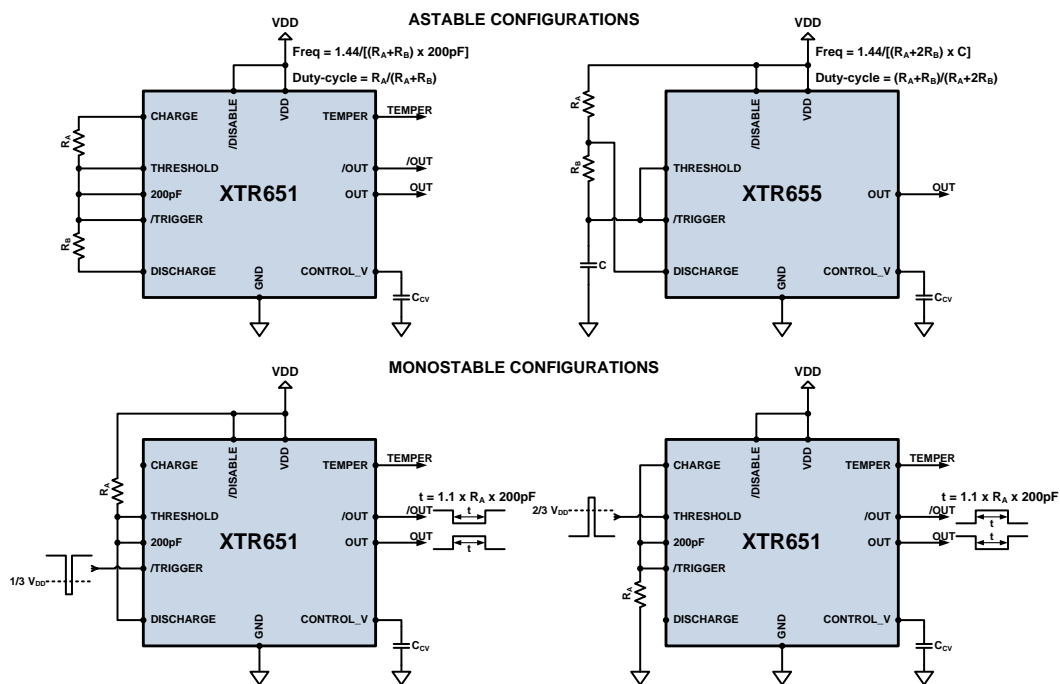 ASTABLE CONFIGURATIONS
VDD
Freq = 1.44/[(RA+RB) x 200pF]
Duty-cycle = RA/(RA+RB)
CHARGE
/DISABLE
VDD
TEMPER
TEMPER
RA
THRESHOLD
/OUT
/OUT
200pF
XTR651
OUT
OUT
/TRIGGER
RB
DISCHARGE
GND
CONTROL_V
CCV
VDD
Freq = 1.44/[(RA+2RB) x C]
Duty-cycle = (RA+RB)/(RA+2RB)
RA
/DISABLE
VDD
RB
THRESHOLD
XTR655
OUT
OUT
/TRIGGER
C
DISCHARGE
GND
CONTROL_V
CCV
MONOSTABLE CONFIGURATIONS
VDD
CHARGE
/DISABLE
VDD
TEMPER
TEMPER
RA
t = 1.1 x RA x 200pF
THRESHOLD
/OUT
/OUT
t
200pF
XTR651
OUT
OUT
t
1/3 VDD
/TRIGGER
DISCHARGE
GND
CONTROL_V
CCV
VDD
CHARGE
/DISABLE
VDD
TEMPER
TEMPER
t = 1.1 x RA x 200pF
2/3 VDD
THRESHOLD
/OUT
/OUT
t
200pF
XTR651
OUT
OUT
t
/TRIGGER
RA
DISCHARGE
GND
CONTROL_V
CCV